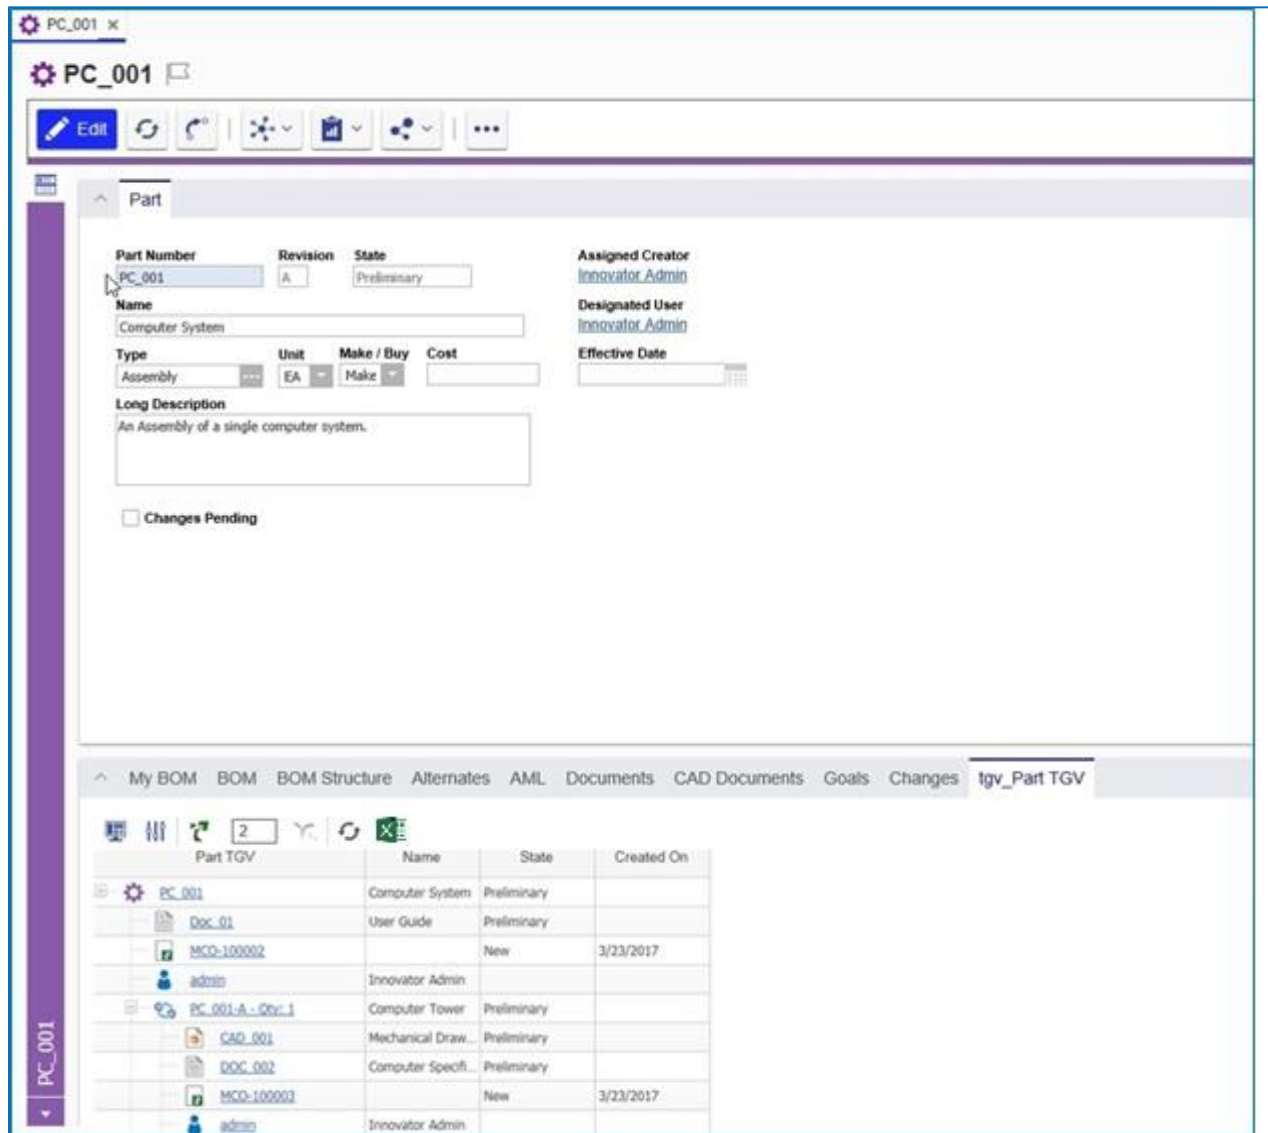 PC_001 ×
PC_001
Edit
Part
Part Number Revision State Assigned Creator
PC_001 A Preliminary Innovator Admin
Name Designated User
Computer System Innovator Admin
Type Unit Make / Buy Cost Effective Date
Assembly EA Make
Long Description
An Assembly of a single computer system.
Changes Pending
My BOM BOM BOM Structure Alternates AML Documents CAD Documents Goals Changes tgv_Part TGV
2
Part TGV Name State Created On
PC_001 Computer System Preliminary
Doc_01 User Guide Preliminary
MCO-100002 New 3/23/2017
admin Innovator Admin
PC_001-A - Qty: 1 Computer Tower Preliminary
CAD_001 Mechanical Draw... Preliminary
DOC_002 Computer Specifi... Preliminary
MCO-100003 New 3/23/2017
admin Innovator Admin
PC_001